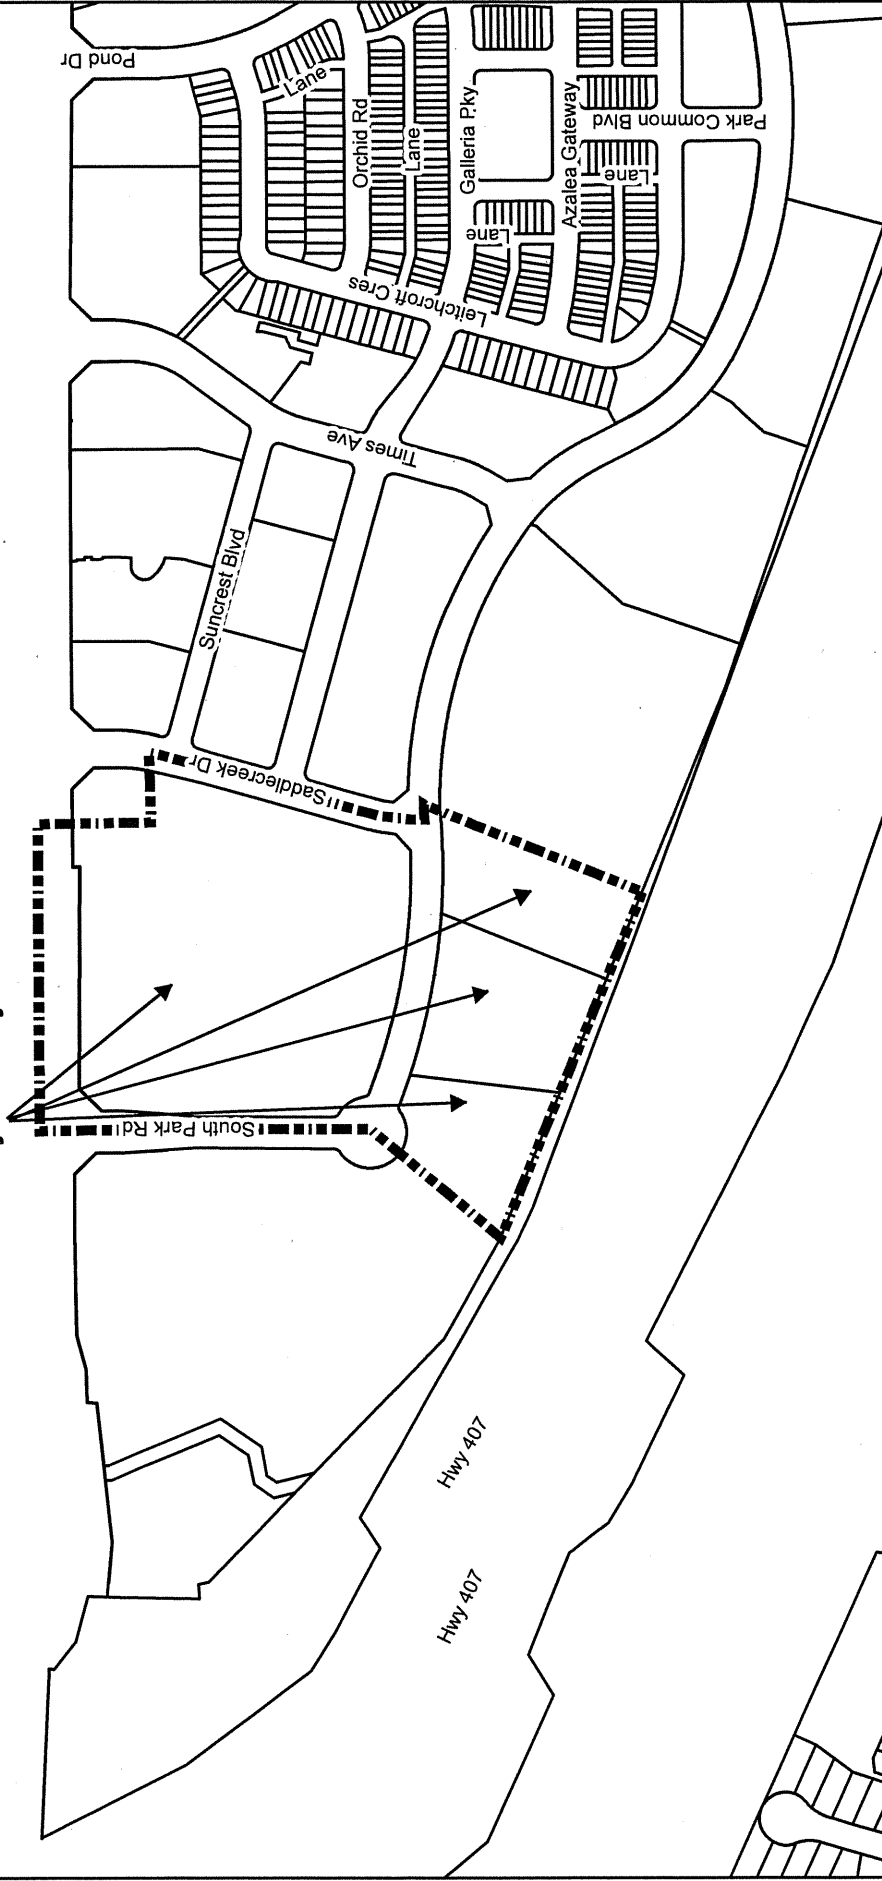 Pond Dr
Lane
Orchid Rd
Lane
Galleria Pky
Azalea Gateway
Park Common Blvd
Lane
Lane
Leitchcroft Cres
Times Ave
Suncrest Blvd
Saddlecreek Dr
South Park Rd
Hwy 407
Hwy 407